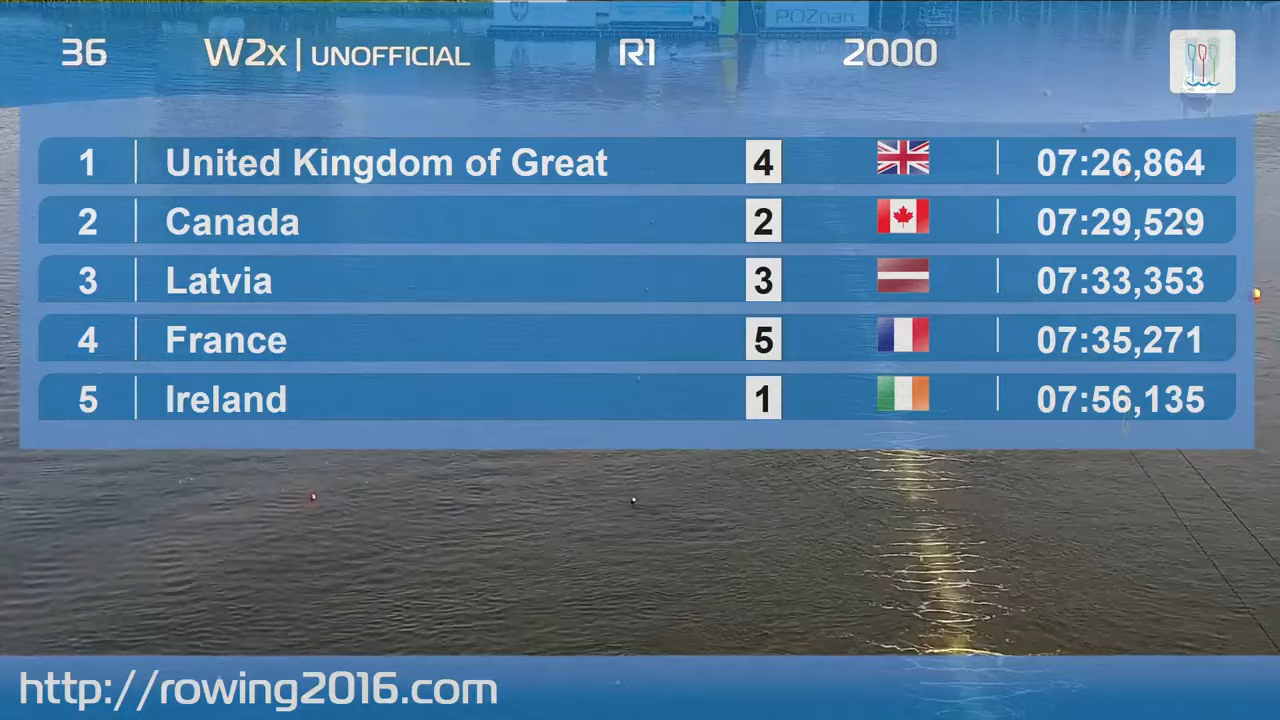 POZnan
36 W2x | UNOFFICIAL R1 2000
1 United Kingdom of Great 4 07:26,864
2 Canada 2 07:29,529
3 Latvia 3 07:33,353
4 France 5 07:35,271
5 Ireland 1 07:56,135
http://rowing2016.com